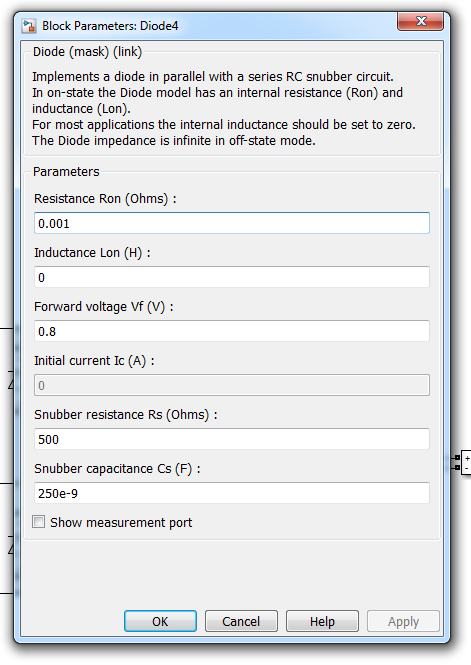 Block Parameters: Diode4
Diode (mask) (link)
Implements a diode in parallel with a series RC snubber circuit.
In on-state the Diode model has an internal resistance (Ron) and
inductance (Lon).
For most applications the internal inductance should be set to zero.
The Diode impedance is infinite in off-state mode.
Parameters
Resistance Ron (Ohms) :
0.001
Inductance Lon (H) :
0
Forward voltage Vf (V) :
0.8
Initial current Ic (A) :
0
Snubber resistance Rs (Ohms) :
500
Snubber capacitance Cs (F) :
250e-9
Show measurement port
OK Cancel Help Apply
+
-